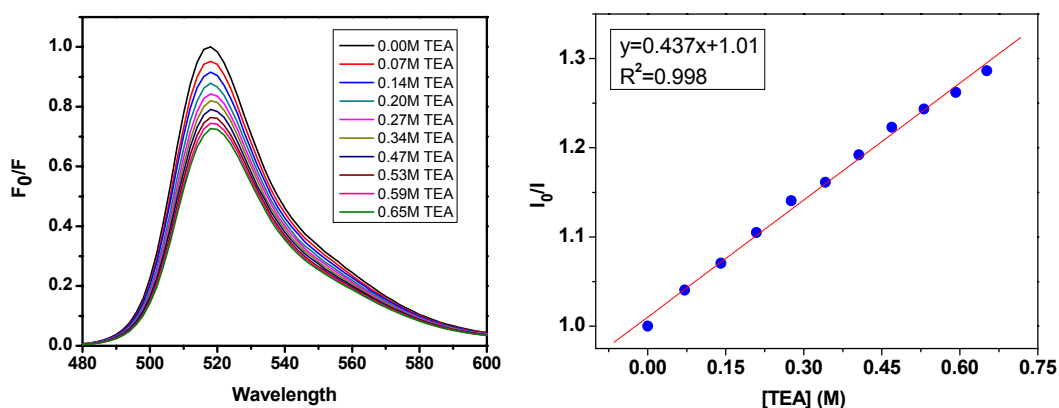 1.0
0.8
0.6
0.4
0.2
0.0
F0/F
0.00M TEA
0.07M TEA
0.14M TEA
0.20M TEA
0.27M TEA
0.34M TEA
0.47M TEA
0.53M TEA
0.59M TEA
0.65M TEA
480 500 520 540 560 580 600
Wavelength
1.3
1.2
1.1
1.0
I0/I
y=0.437x+1.01
R²=0.998
0.00 0.15 0.30 0.45 0.60 0.75
[TEA] (M)